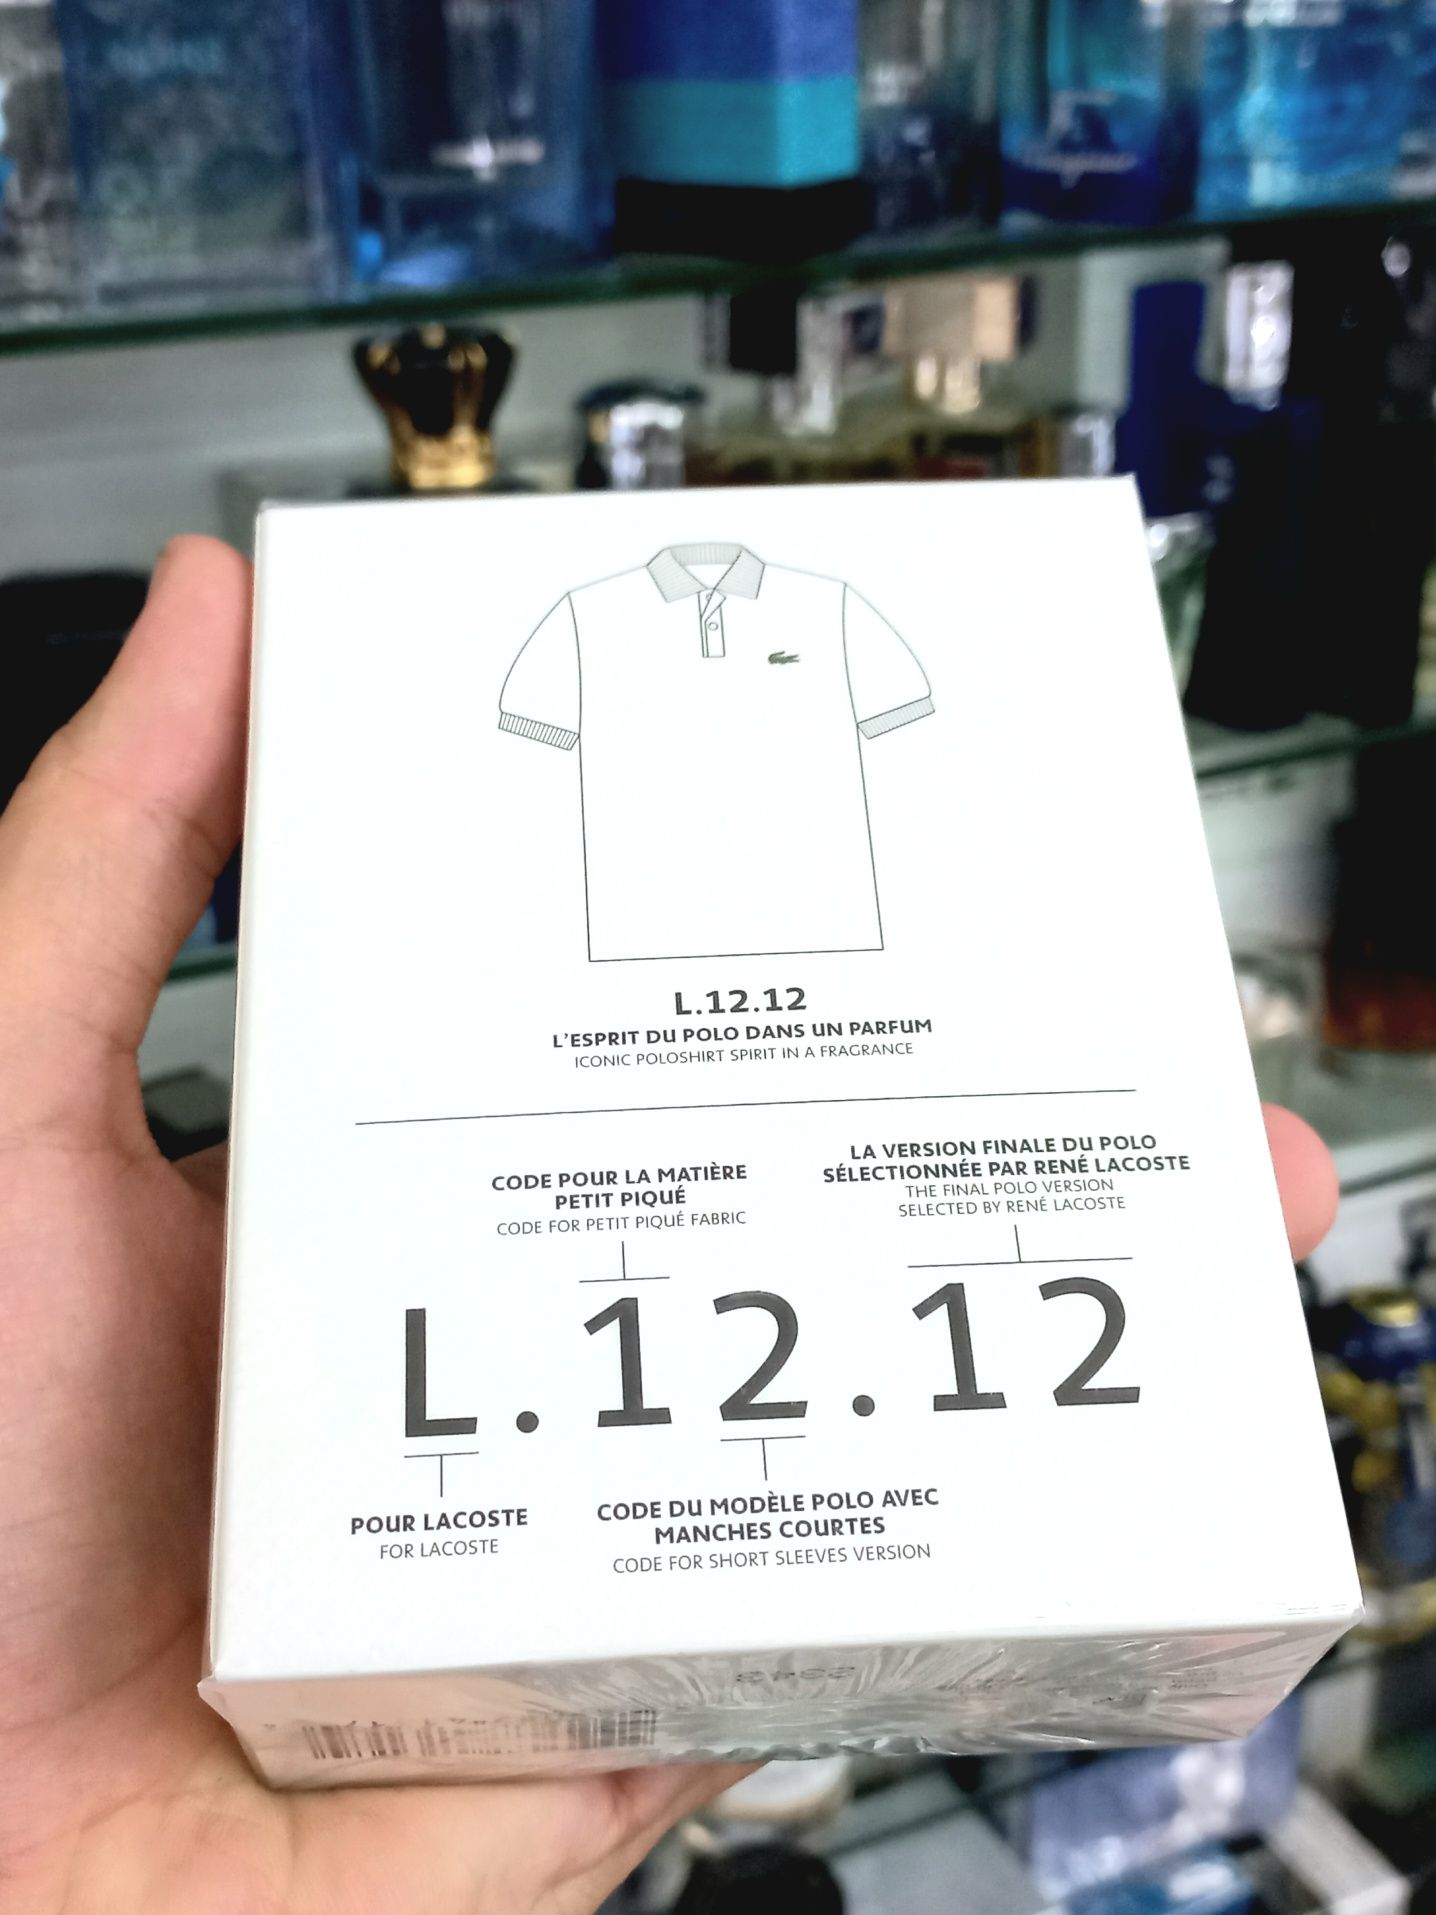 L.12.12
L'ESPRIT DU POLO DANS UN PARFUM
ICONIC POLOSHIRT SPIRIT IN A FRAGRANCE
CODE POUR LA MATIÈRE
PETIT PIQUÉ
CODE FOR PETIT PIQUÉ FABRIC
LA VERSION FINALE DU POLO
SÉLECTIONNÉE PAR RENÉ LACOSTE
THE FINAL POLO VERSION
SELECTED BY RENÉ LACOSTE
L.12.12
POUR LACOSTE
FOR LACOSTE
CODE DU MODÈLE POLO AVEC
MANCHES COURTES
CODE FOR SHORT SLEEVES VERSION